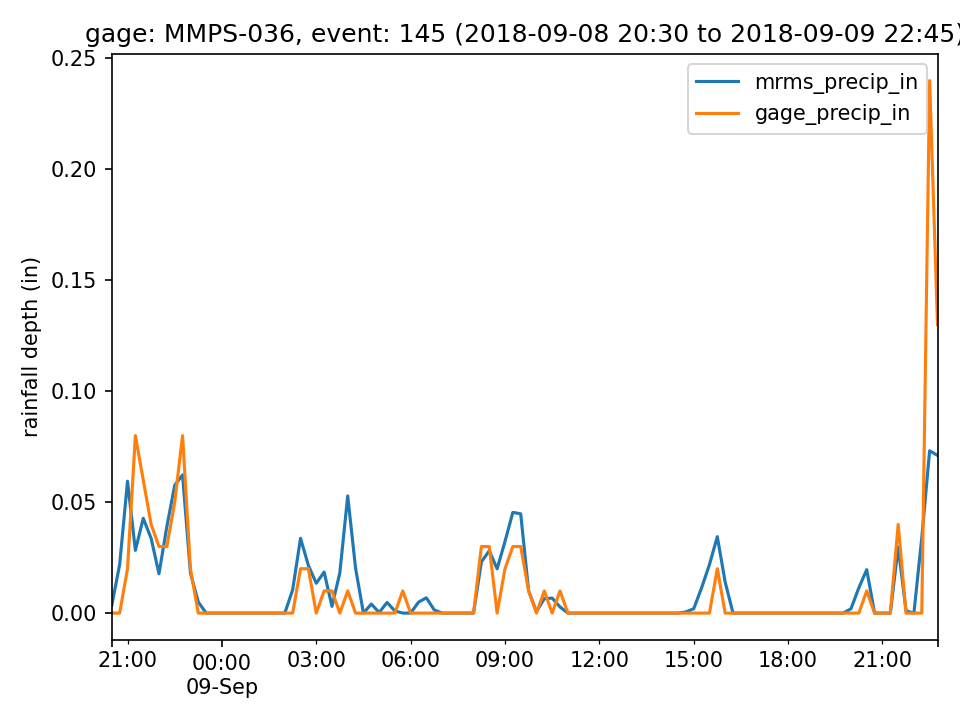 gage: MMPS-036, event: 145 (2018-09-08 20:30 to 2018-09-09 22:45)
mrms_precip_in
gage_precip_in
rainfall depth (in)
0.25
0.20
0.15
0.10
0.05
0.00
21:00 00:00 03:00 06:00 09:00 12:00 15:00 18:00 21:00
09-Sep